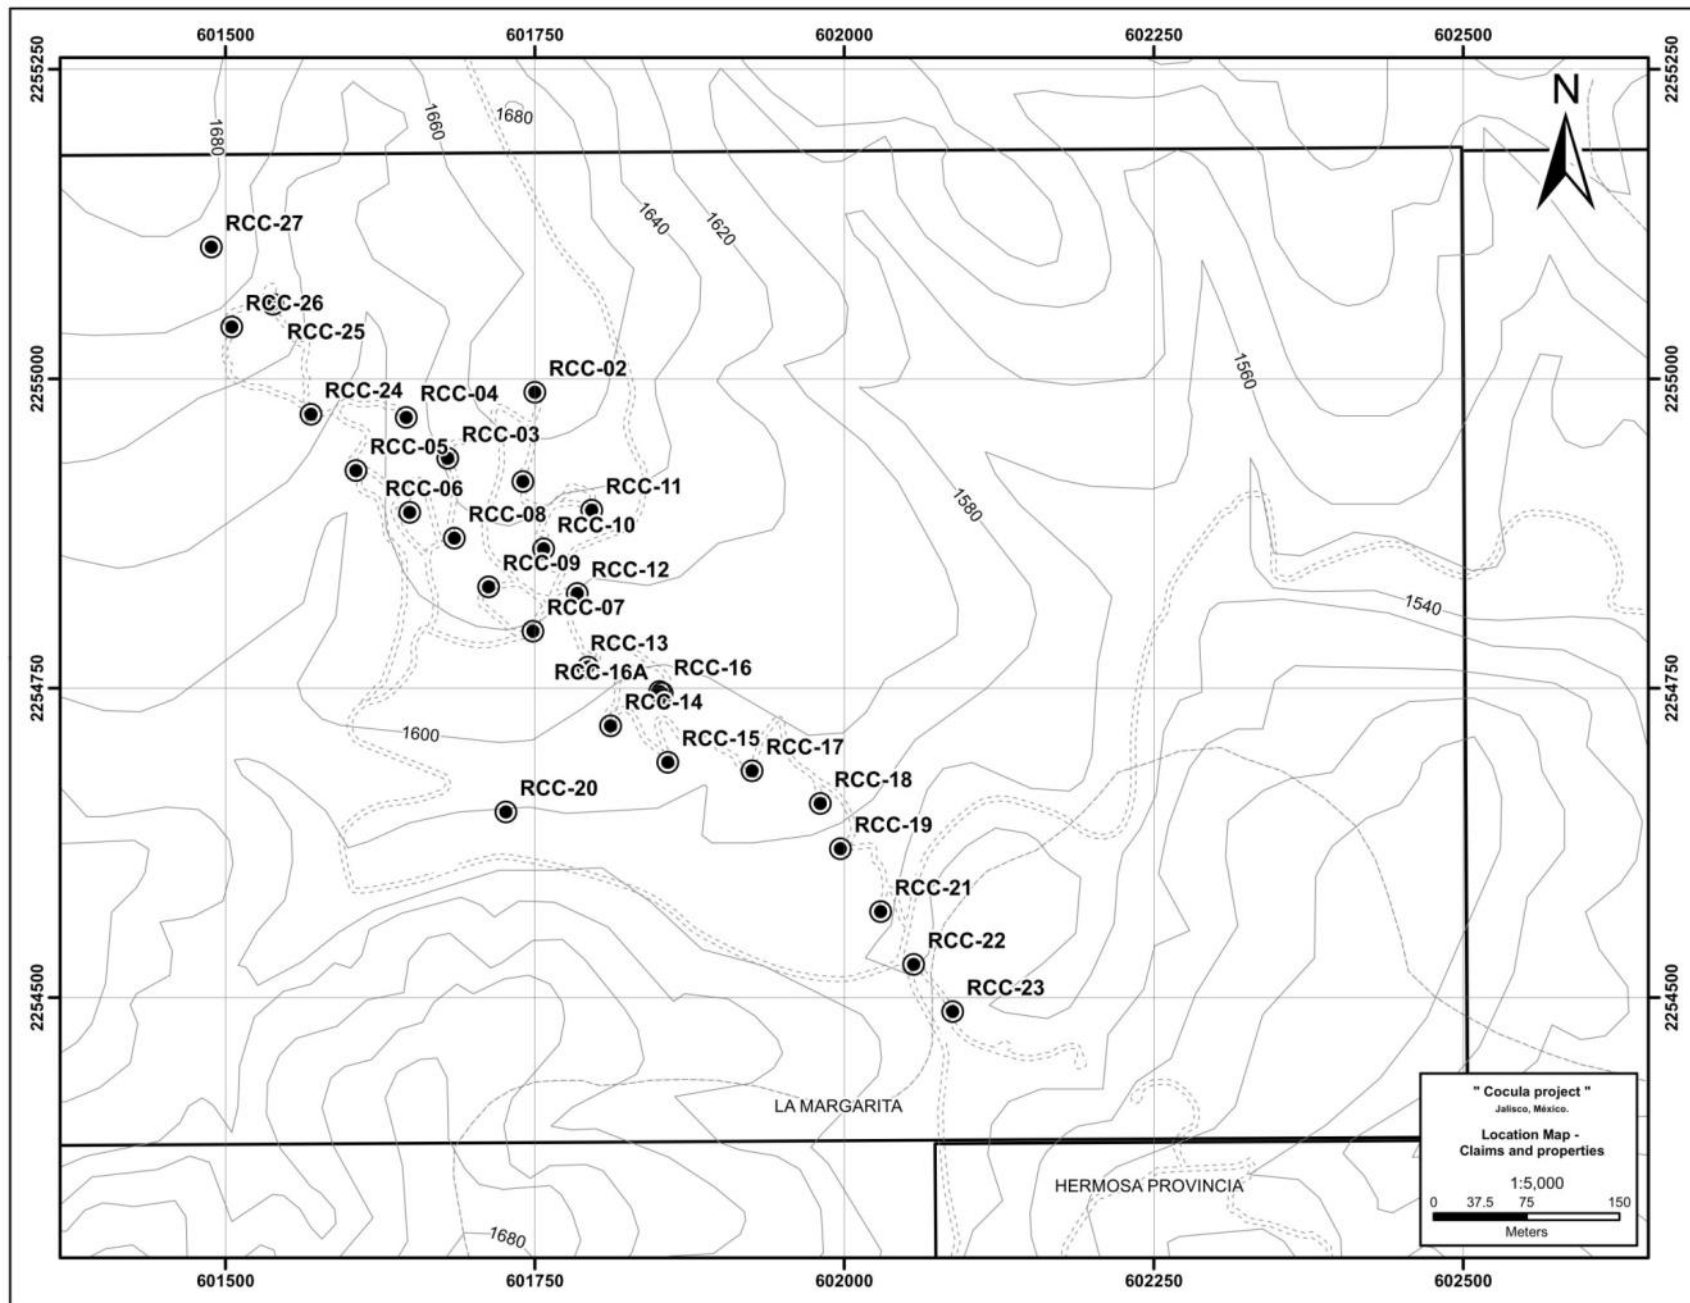 601500
601750
602000
602250
602500
2255250
2255250
N
1680
1660
1680
1640
1620
RCC-27
RCC-26
RCC-25
RCC-02
1560
2255000
2255000
RCC-24
RCC-04
RCC-03
RCC-05
RCC-06
RCC-11
RCC-08
RCC-10
1580
RCC-09
RCC-12
RCC-07
1540
RCC-13
RCC-16A
RCC-16
2254750
2254750
RCC-14
1600
RCC-15
RCC-17
RCC-18
RCC-20
RCC-19
RCC-21
RCC-22
RCC-23
2254500
2254500
LA MARGARITA
HERMOSA PROVINCIA
1680
" Cocula project "
Jalisco, México.
Location Map -
Claims and properties
1:5,000
0 37.5 75 150
Meters
601500
601750
602000
602250
602500